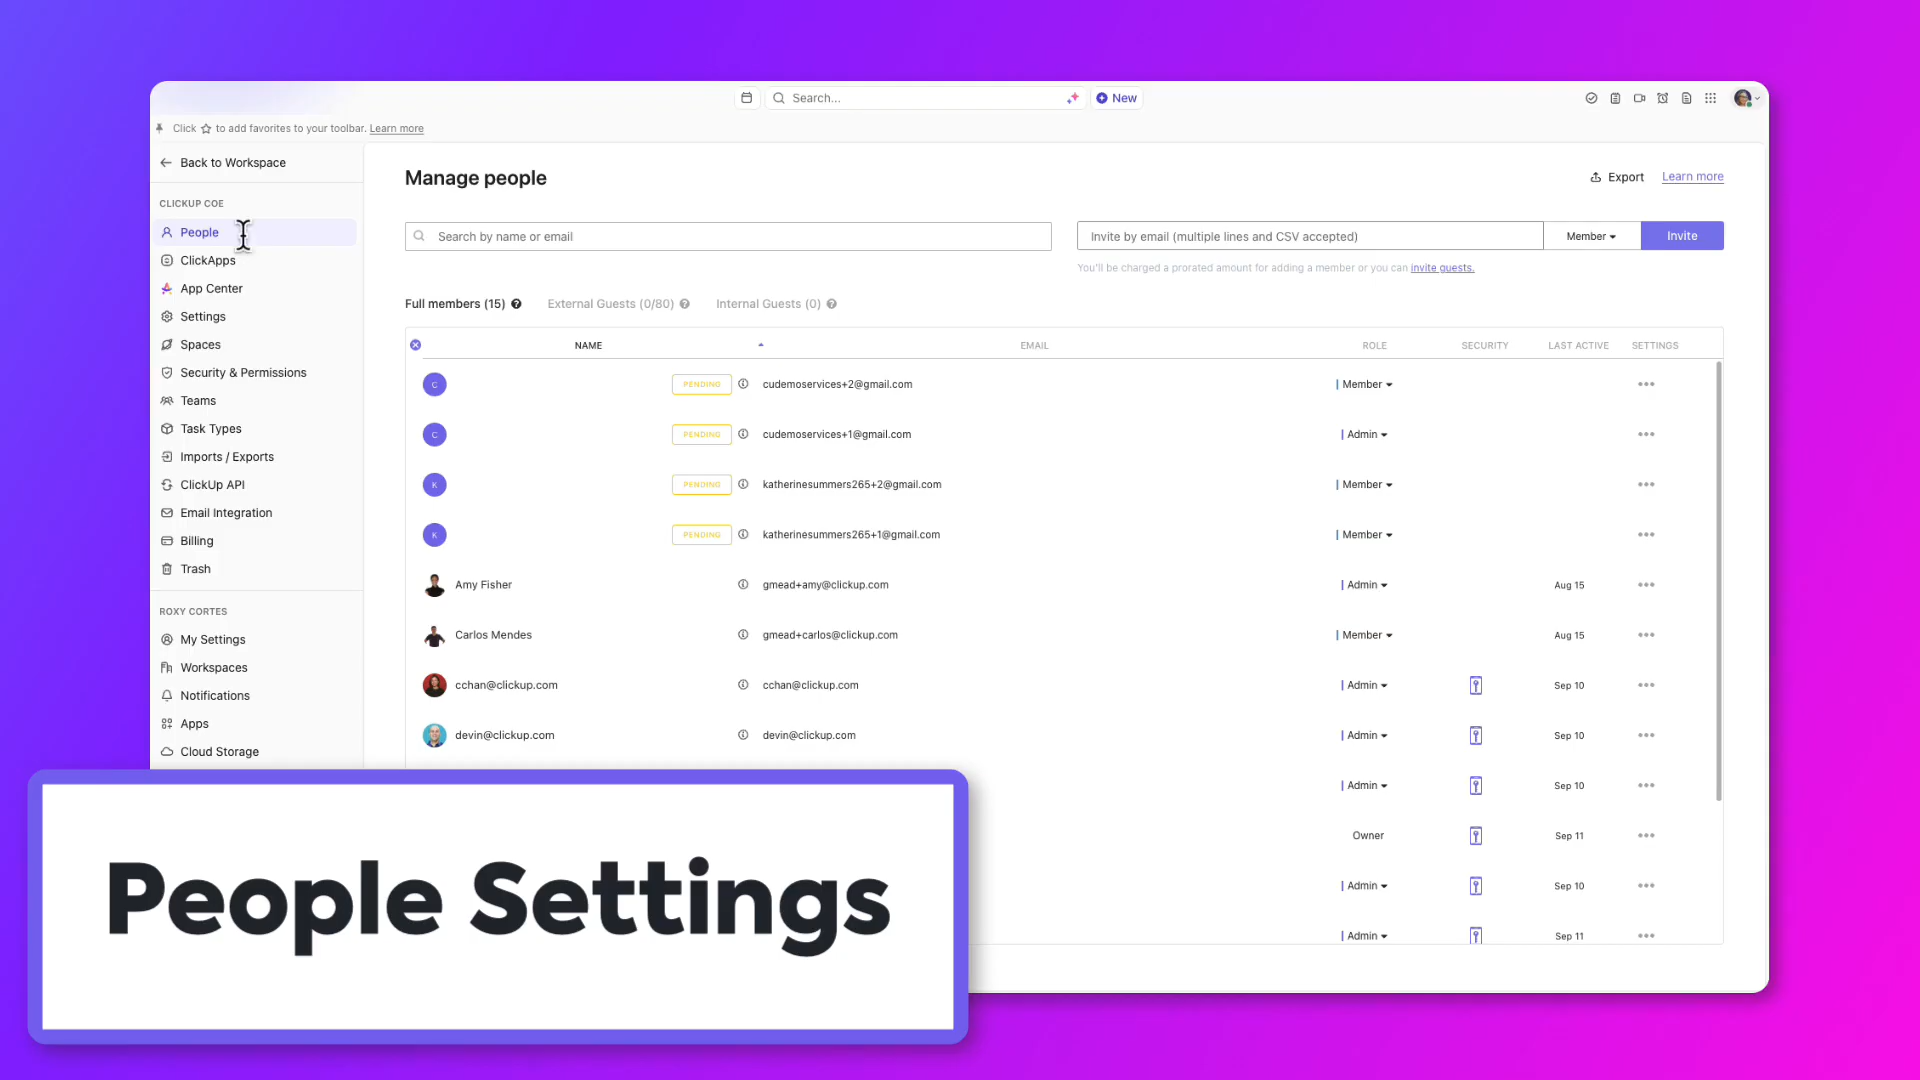 Search...
New
Click ☆ to add favorites to your toolbar. Learn more
Back to Workspace
CLICKUP COE
People
ClickApps
App Center
Settings
Spaces
Security & Permissions
Teams
Task Types
Imports / Exports
ClickUp API
Email Integration
Billing
Trash
ROXY CORTES
My Settings
Workspaces
Notifications
Apps
Cloud Storage
Manage people
Export
Learn more
Search by name or email
Invite by email (multiple lines and CSV accepted)
Member
Invite
You'll be charged a prorated amount for adding a member or you can invite guests.
Full members (15)
External Guests (0/80)
Internal Guests (0)
NAME EMAIL ROLE SECURITY LAST ACTIVE SETTINGS
C PENDING cudemoservices+2@gmail.com Member
C PENDING cudemoservices+1@gmail.com Admin
K PENDING katherinesummers265+2@gmail.com Member
K PENDING katherinesummers265+1@gmail.com Member
Amy Fisher gmead+amy@clickup.com Admin Aug 15
Carlos Mendes gmead+carlos@clickup.com Member Aug 15
cchan@clickup.com cchan@clickup.com Admin Sep 10
devin@clickup.com devin@clickup.com Admin Sep 10
Admin Sep 10
Owner Sep 11
Admin Sep 10
Admin Sep 11
People Settings